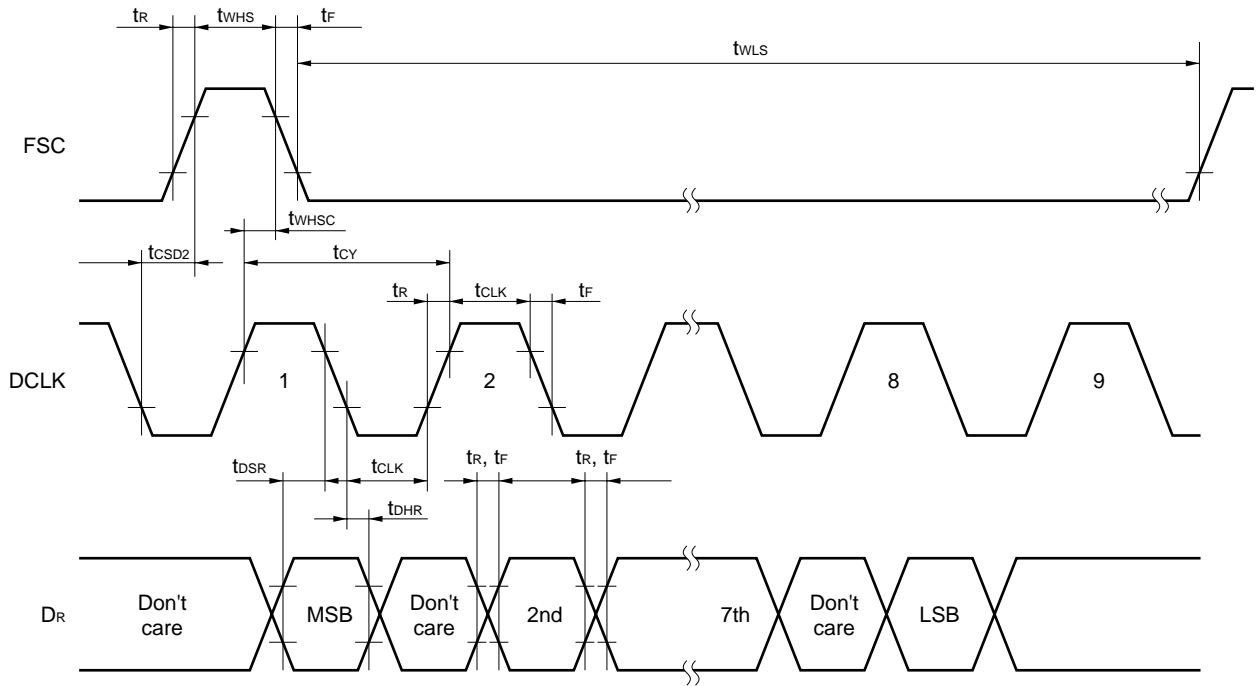 tR tWHS tF
tWLS
FSC
tWHSC
tCSD2 tCY
tR tCLK tF
DCLK 1 2 8 9
tDSR tCLK tR, tF tR, tF
tDHR
DR Don't care MSB Don't care 2nd 7th Don't care LSB